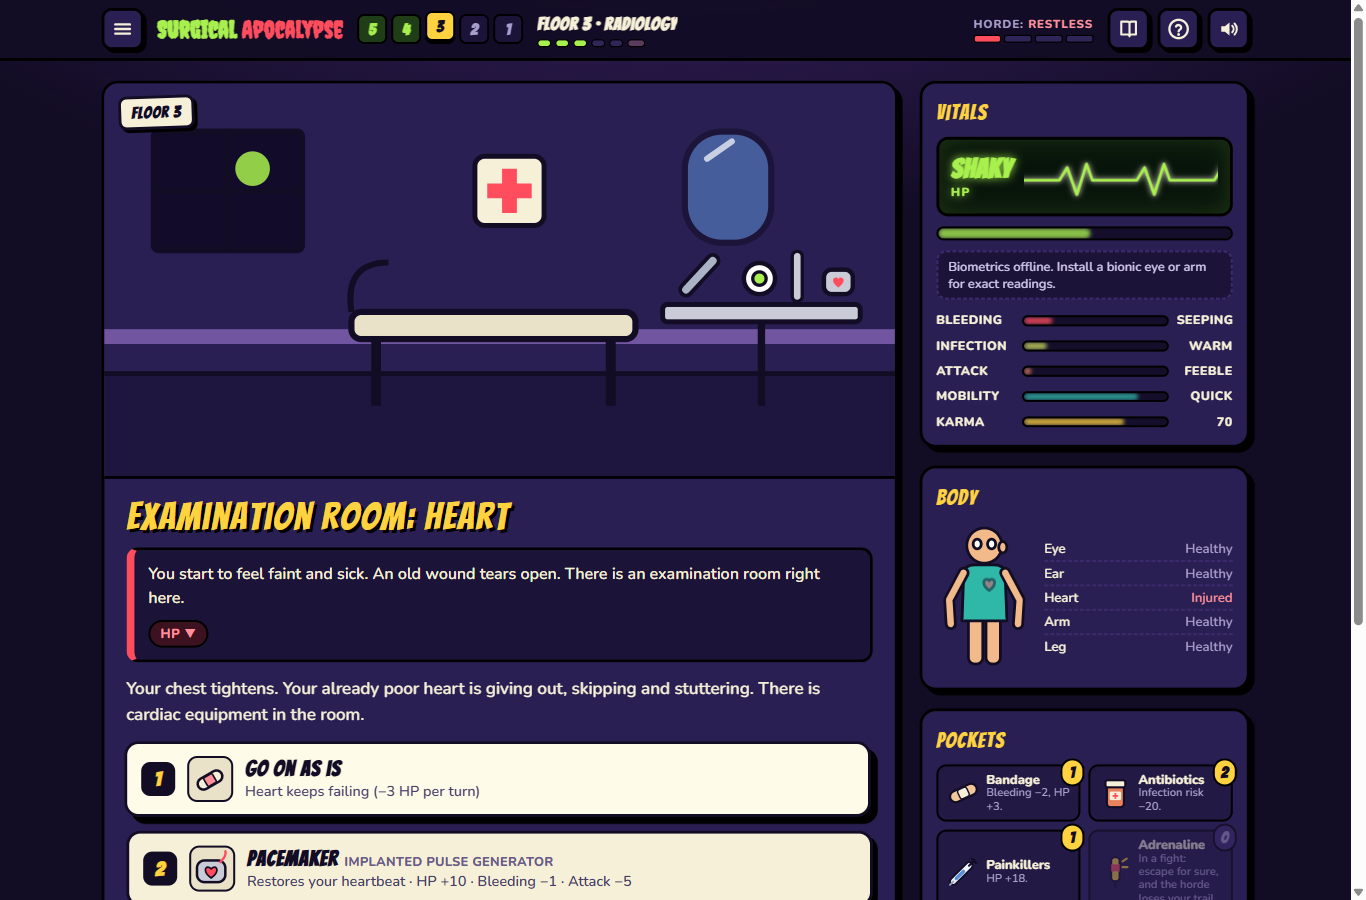 SURGICAL APOCALYPSE
5 4 3 2 1
FLOOR 3 · RADIOLOGY
HORDE: RESTLESS
FLOOR 3
EXAMINATION ROOM: HEART
You start to feel faint and sick. An old wound tears open. There is an examination room right
here.
HP ▼
Your chest tightens. Your already poor heart is giving out, skipping and stuttering. There is
cardiac equipment in the room.
1
GO ON AS IS
Heart keeps failing (−3 HP per turn)
2
PACEMAKER IMPLANTED PULSE GENERATOR
Restores your heartbeat · HP +10 · Bleeding −1 · Attack −5
VITALS
SHAKY
HP
Biometrics offline. Install a bionic eye or arm
for exact readings.
BLEEDING SEEPING
INFECTION WARM
ATTACK FEEBLE
MOBILITY QUICK
KARMA 70
BODY
Eye Healthy
Ear Healthy
Heart Injured
Arm Healthy
Leg Healthy
POCKETS
Bandage 1
Bleeding −2, HP
+3.
Antibiotics 2
Infection risk
−20.
Painkillers 1
HP +18.
Adrenaline 0
In a fight:
escape for sure,
and the horde
loses your trail